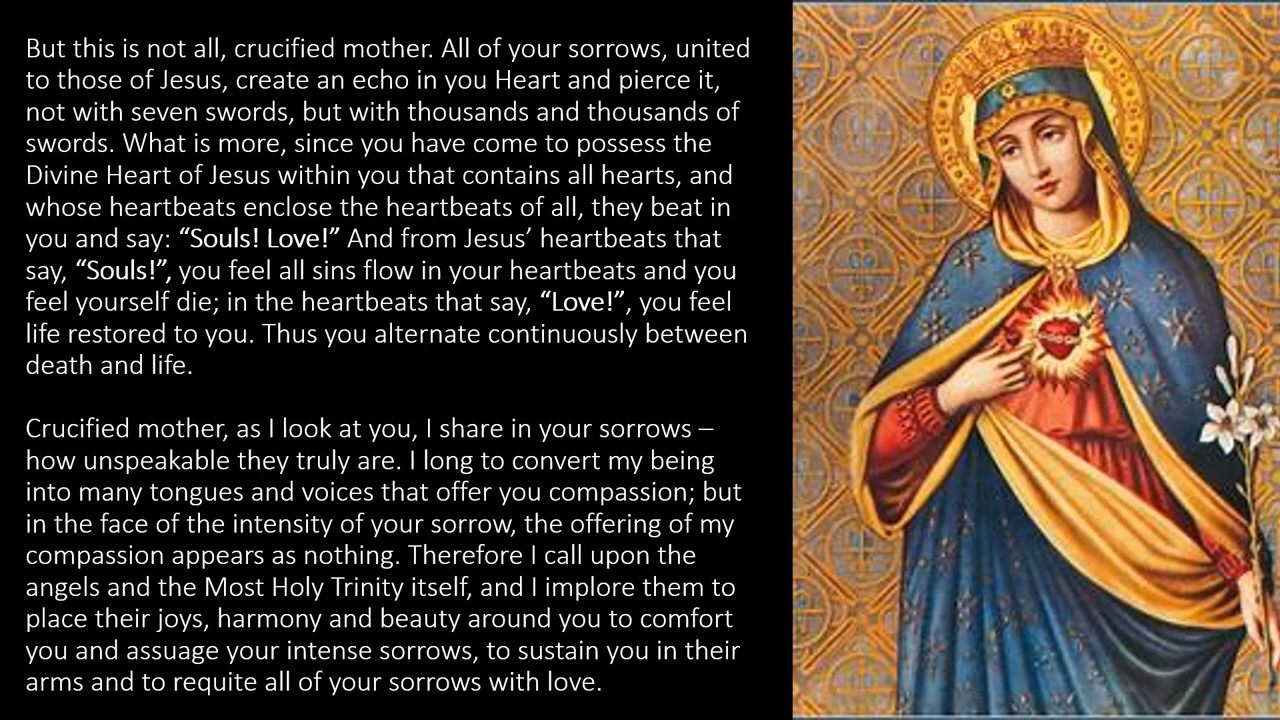 But this is not all, crucified mother. All of your sorrows, united
to those of Jesus, create an echo in you Heart and pierce it,
not with seven swords, but with thousands and thousands of
swords. What is more, since you have come to possess the
Divine Heart of Jesus within you that contains all hearts, and
whose heartbeats enclose the heartbeats of all, they beat in
you and say: “Souls! Love!” And from Jesus’ heartbeats that
say, “Souls!”, you feel all sins flow in your heartbeats and you
feel yourself die; in the heartbeats that say, “Love!”, you feel
life restored to you. Thus you alternate continuously between
death and life.
Crucified mother, as I look at you, I share in your sorrows –
how unspeakable they truly are. I long to convert my being
into many tongues and voices that offer you compassion; but
in the face of the intensity of your sorrow, the offering of my
compassion appears as nothing. Therefore I call upon the
angels and the Most Holy Trinity itself, and I implore them to
place their joys, harmony and beauty around you to comfort
you and assuage your intense sorrows, to sustain you in their
arms and to requite all of your sorrows with love.